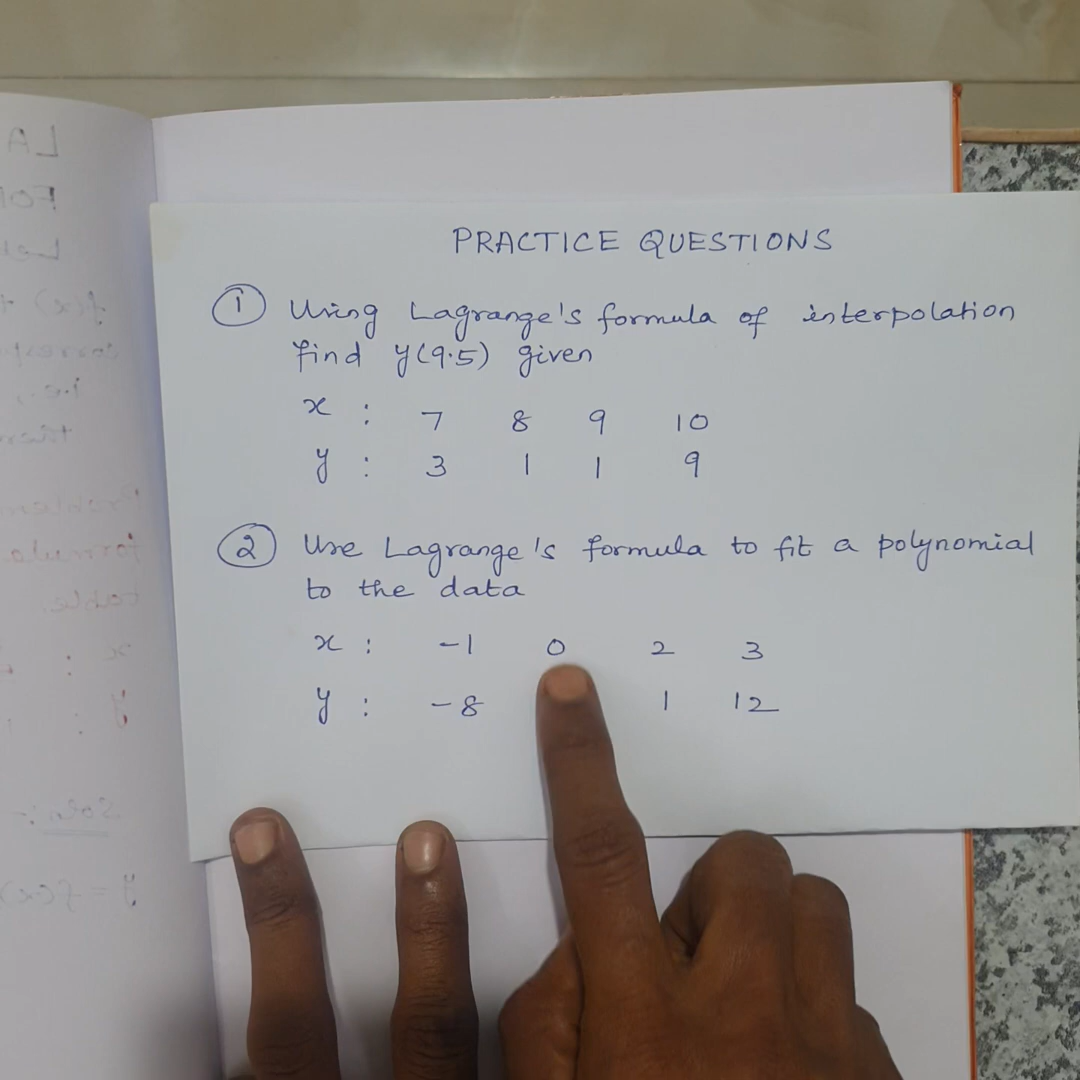 PRACTICE QUESTIONS
① Using Lagrange's formula of interpolation
find y(9.5) given
x : 7 8 9 10
y : 3 1 1 9
② Use Lagrange's formula to fit a polynomial
to the data
x : -1 0 2 3
y : -8 1 12